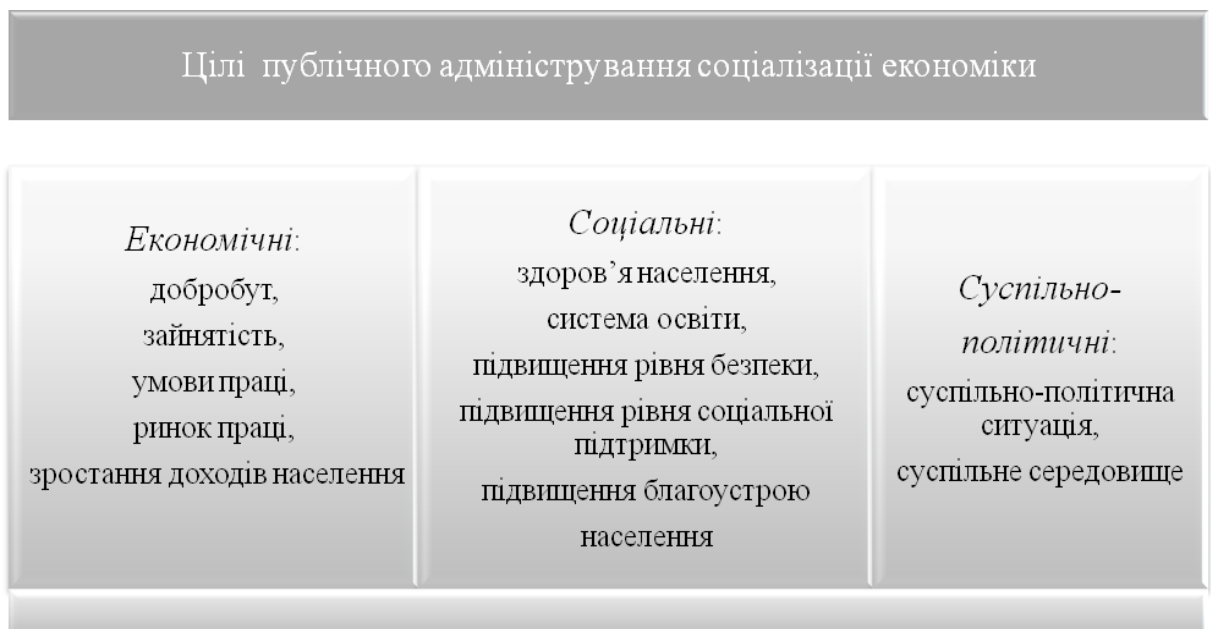 Цілі публічного адміністрування соціалізації економіки
Економічні:
добробут,
зайнятість,
умови праці,
ринок праці,
зростання доходів населення
Соціальні:
здоров’я населення,
система освіти,
підвищення рівня безпеки,
підвищення рівня соціальної
підтримки,
підвищення благоустрою
населення
Суспільно-
політичні:
суспільно-політична
ситуація,
суспільне середовище